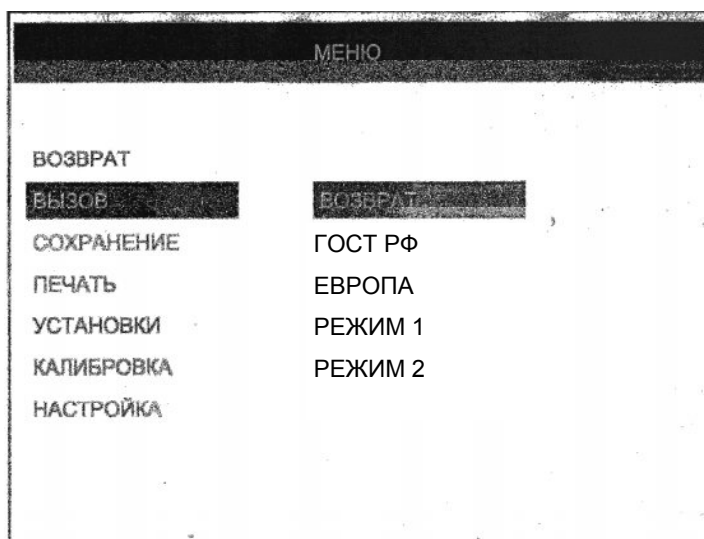 МЕНЮ
ВОЗВРАТ
ВЫЗОВ ВОЗВРАТ
СОХРАНЕНИЕ ГОСТ РФ
ПЕЧАТЬ ЕВРОПА
УСТАНОВКИ РЕЖИМ 1
КАЛИБРОВКА РЕЖИМ 2
НАСТРОЙКА